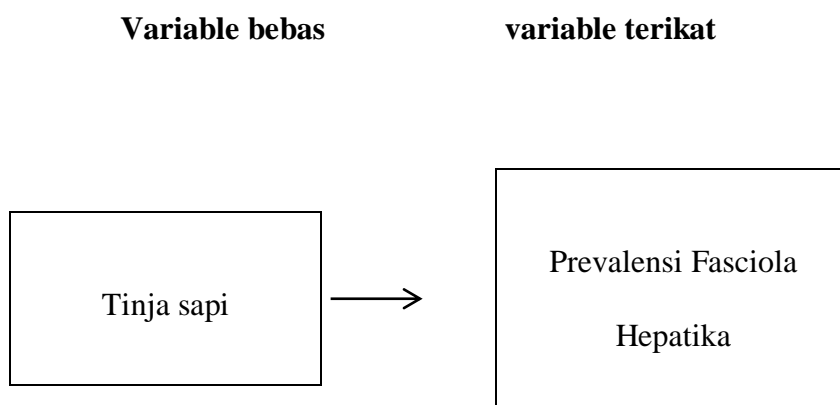 Variable bebas
variable terikat
Tinja sapi
Prevalensi Fasciola
Hepatika